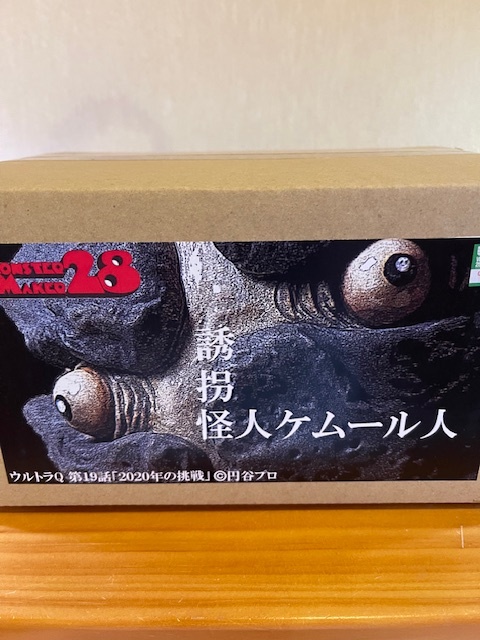 MONSTER
MAKER 28
誘
拐
怪人ケムール人
ウルトラQ 第19話「2020年の挑戦」©円谷プロ